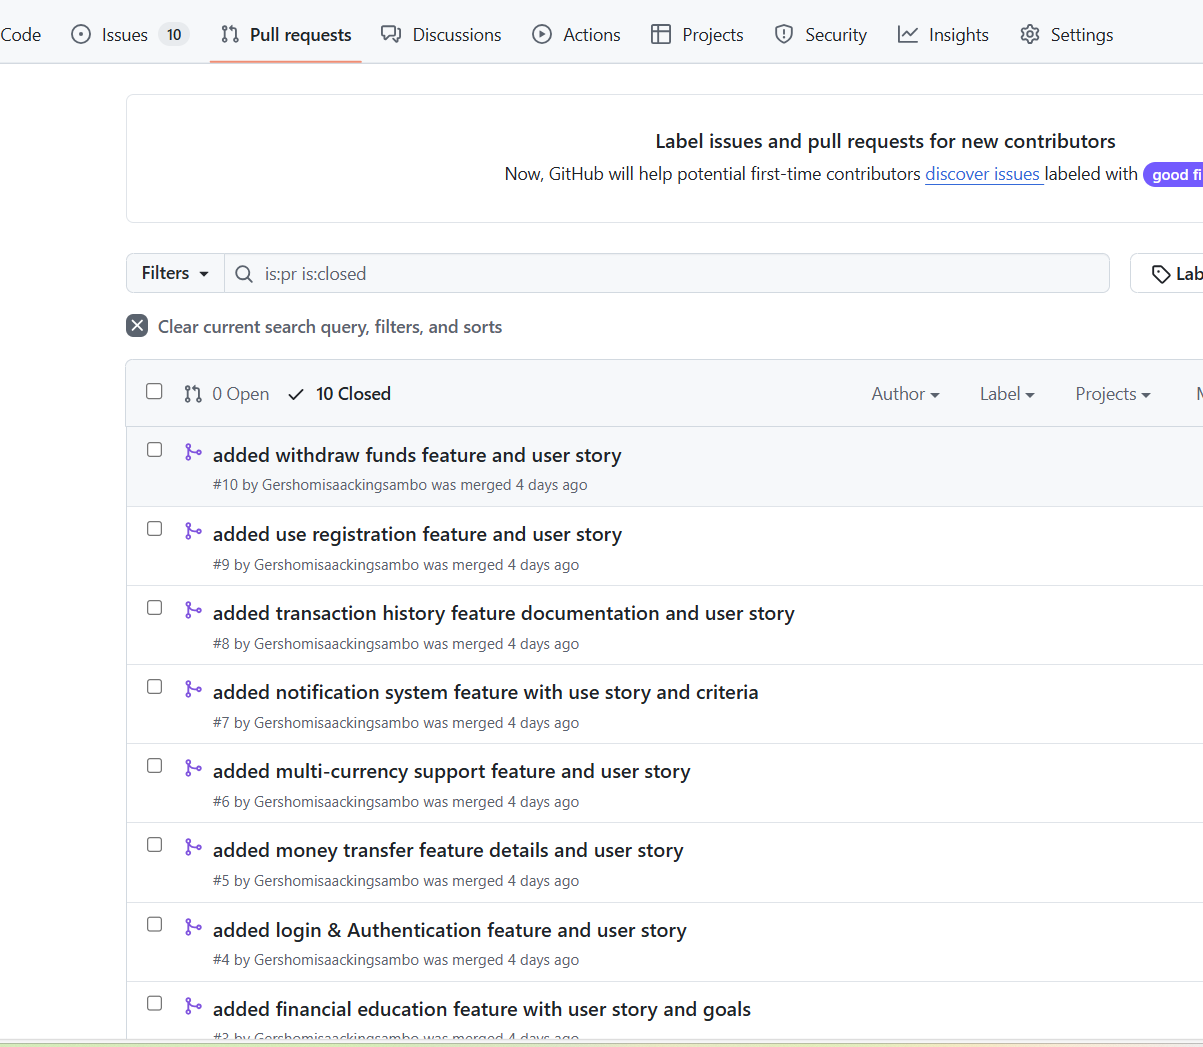 Code Issues 10 Pull requests Discussions Actions Projects Security Insights Settings
Label issues and pull requests for new contributors
Now, GitHub will help potential first-time contributors discover issues labeled with good fi
Filters is:pr is:closed Lab
Clear current search query, filters, and sorts
0 Open 10 Closed Author Label Projects M
added withdraw funds feature and user story
#10 by Gershomisaackingsambo was merged 4 days ago
added use registration feature and user story
#9 by Gershomisaackingsambo was merged 4 days ago
added transaction history feature documentation and user story
#8 by Gershomisaackingsambo was merged 4 days ago
added notification system feature with use story and criteria
#7 by Gershomisaackingsambo was merged 4 days ago
added multi-currency support feature and user story
#6 by Gershomisaackingsambo was merged 4 days ago
added money transfer feature details and user story
#5 by Gershomisaackingsambo was merged 4 days ago
added login & Authentication feature and user story
#4 by Gershomisaackingsambo was merged 4 days ago
added financial education feature with user story and goals
#3 by Gershomisaackingsambo was merged 4 days ago